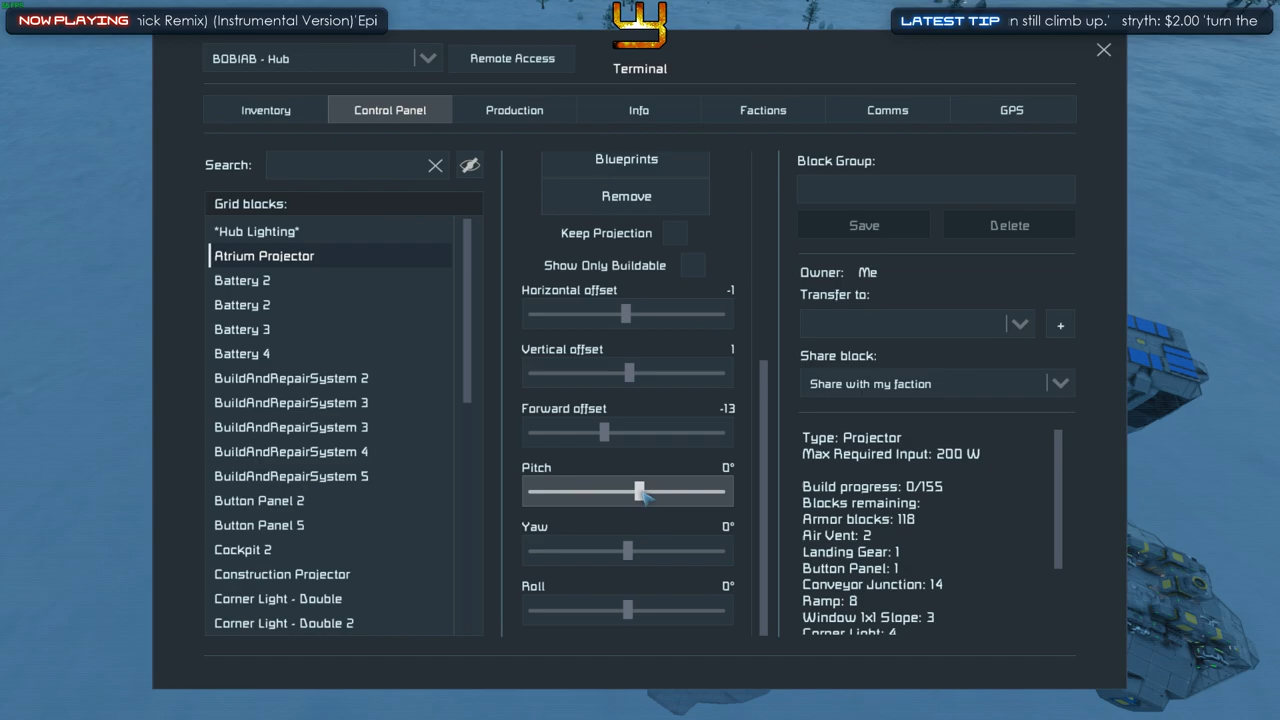 NOW PLAYING nick Remix) (Instrumental Version)'Epi
LATEST TIP n still climb up.' stryth: $2.00 'turn the
BOBIAB - Hub
Remote Access
Terminal
Inventory
Control Panel
Production
Info
Factions
Comms
GPS
Search:
Grid blocks:
*Hub Lighting*
Atrium Projector
Battery 2
Battery 2
Battery 3
Battery 4
BuildAndRepairSystem 2
BuildAndRepairSystem 3
BuildAndRepairSystem 3
BuildAndRepairSystem 4
BuildAndRepairSystem 5
Button Panel 2
Button Panel 5
Cockpit 2
Construction Projector
Corner Light - Double
Corner Light - Double 2
Blueprints
Remove
Keep Projection
Show Only Buildable
Horizontal offset -1
Vertical offset 1
Forward offset -13
Pitch 0°
Yaw 0°
Roll 0°
Block Group:
Save
Delete
Owner: Me
Transfer to:
+
Share block:
Share with my faction
Type: Projector
Max Required Input: 200 W
Build progress: 0/155
Blocks remaining:
Armor blocks: 118
Air Vent: 2
Landing Gear: 1
Button Panel: 1
Conveyor Junction: 14
Ramp: 8
Window 1x1 Slope: 3
Corner Light: 4